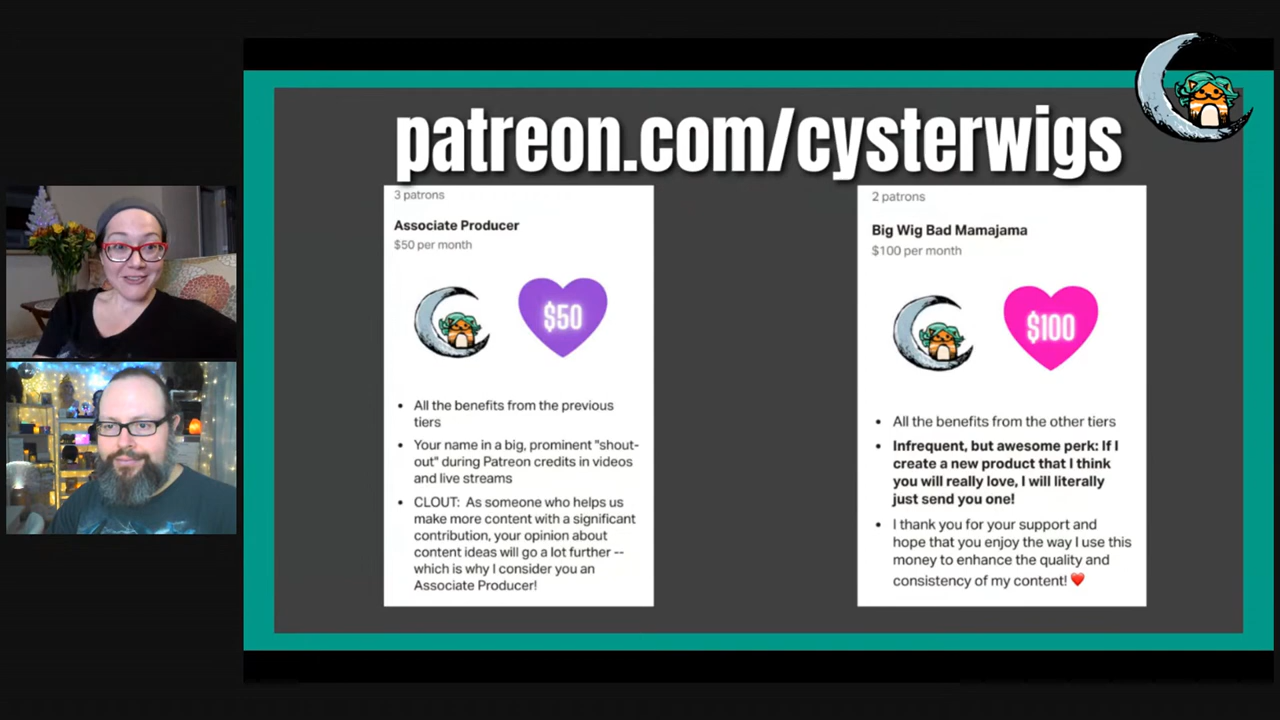 patreon.com/cysterwigs
3 patrons
Associate Producer
$50 per month
$50
• All the benefits from the previous
tiers
• Your name in a big, prominent "shout-
out" during Patreon credits in videos
and live streams
• CLOUT: As someone who helps us
make more content with a significant
contribution, your opinion about
content ideas will go a lot further --
which is why I consider you an
Associate Producer!
2 patrons
Big Wig Bad Mamajama
$100 per month
$100
• All the benefits from the other tiers
• Infrequent, but awesome perk: If I
create a new product that I think
you will really love, I will literally
just send you one!
• I thank you for your support and
hope that you enjoy the way I use this
money to enhance the quality and
consistency of my content! ❤️